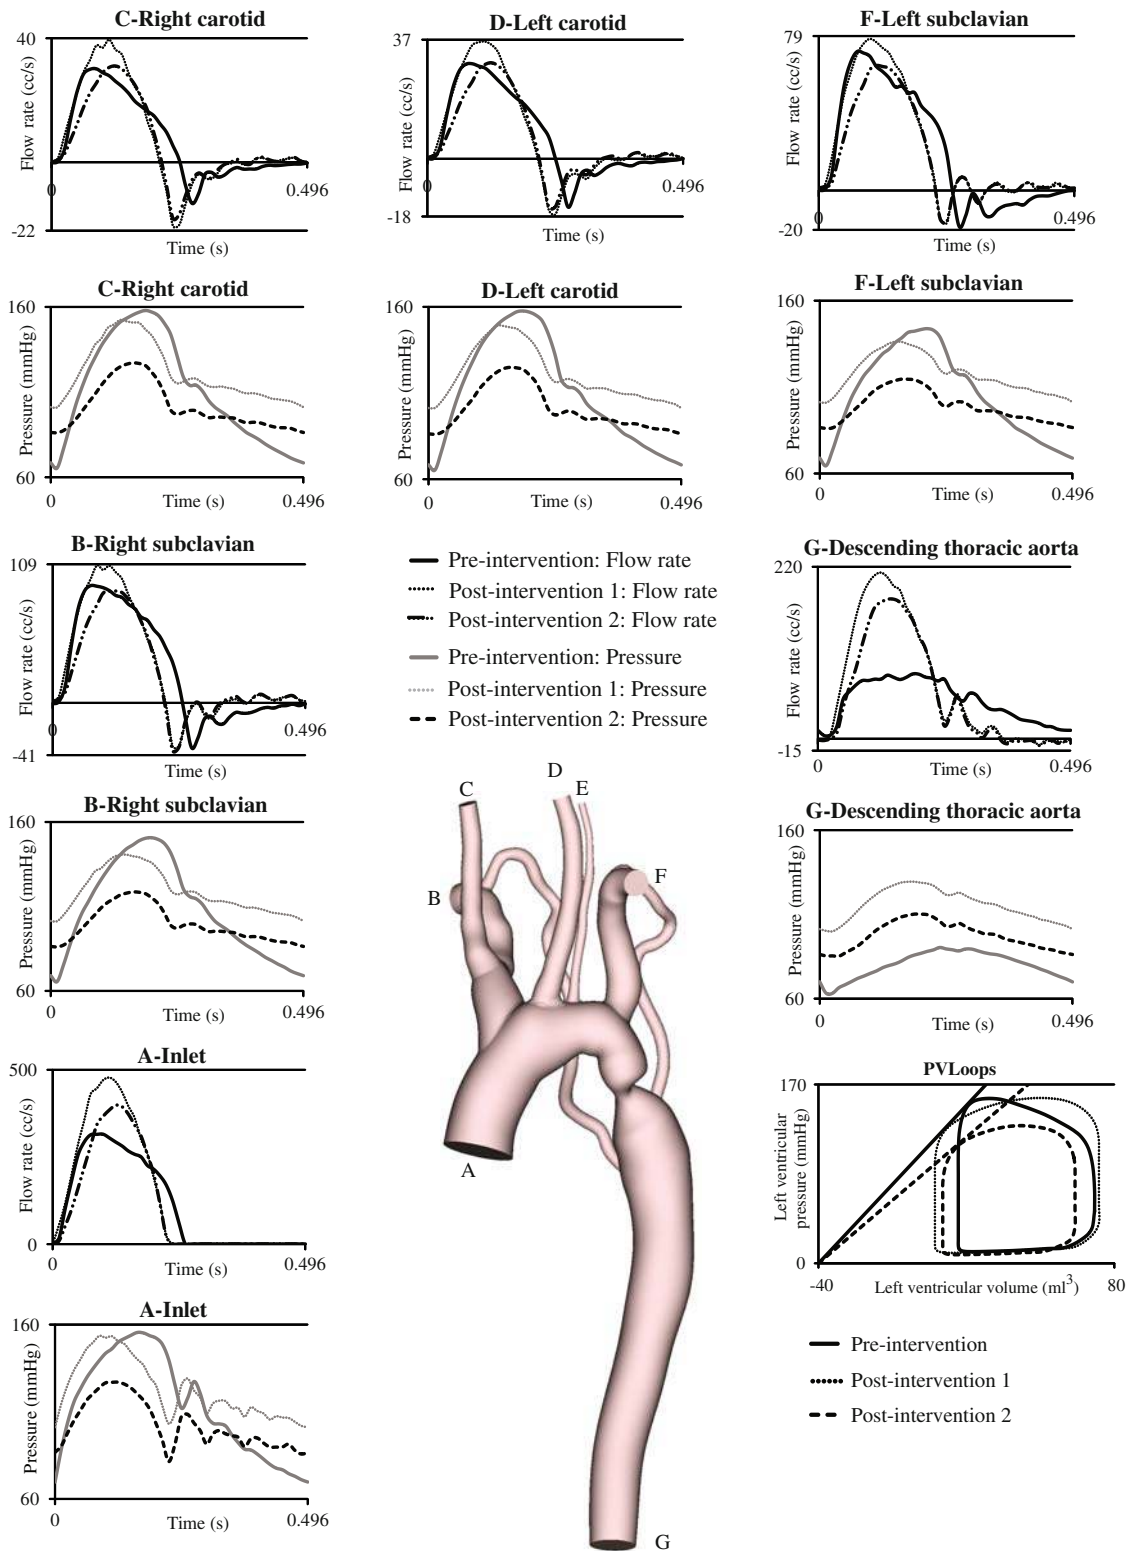 C-Right carotid
40
Flow rate (cc/s)
0
0.496
-22
Time (s)
D-Left carotid
37
Flow rate (cc/s)
0
0.496
-18
Time (s)
F-Left subclavian
79
Flow rate (cc/s)
0
0.496
-20
Time (s)
C-Right carotid
160
Pressure (mmHg)
60
0
Time (s)
0.496
D-Left carotid
160
Pressure (mmHg)
60
0
Time (s)
0.496
F-Left subclavian
160
Pressure (mmHg)
60
0
Time (s)
0.496
B-Right subclavian
109
Flow rate (cc/s)
0
0.496
-41
Time (s)
Pre-intervention: Flow rate
Post-intervention 1: Flow rate
Post-intervention 2: Flow rate
Pre-intervention: Pressure
Post-intervention 1: Pressure
Post-intervention 2: Pressure
G-Descending thoracic aorta
220
Flow rate (cc/s)
-15
0
Time (s)
0.496
B-Right subclavian
160
Pressure (mmHg)
60
0
Time (s)
0.496
D
C
E
B
F
A
G
G-Descending thoracic aorta
160
Pressure (mmHg)
60
0
Time (s)
0.496
A-Inlet
500
Flow rate (cc/s)
0
0
Time (s)
0.496
PVLoops
170
Left ventricular
pressure (mmHg)
0
-40
Left ventricular volume (ml³)
80
A-Inlet
160
Pressure (mmHg)
60
0
Time (s)
0.496
Pre-intervention
Post-intervention 1
Post-intervention 2